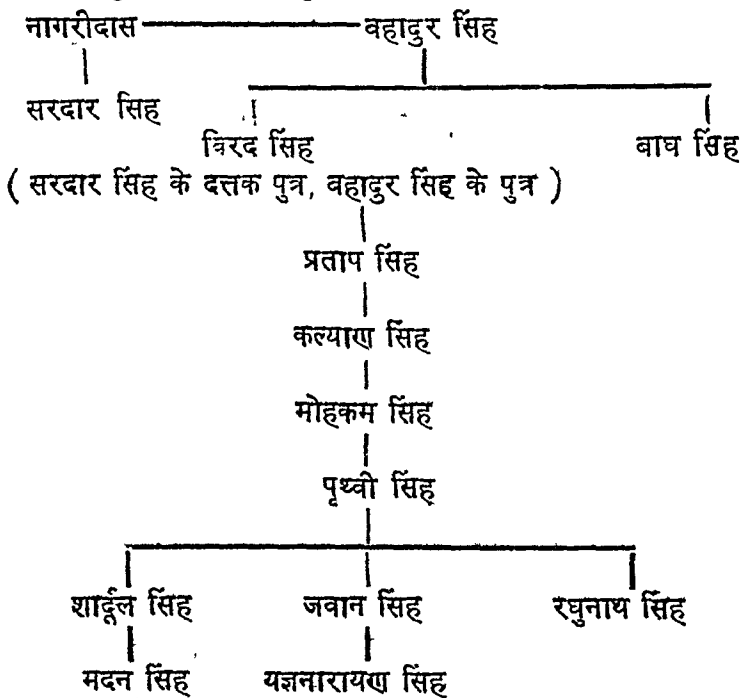 नागरीदास वहादुर सिंह
सरदार सिंह
विरद सिंह बाघ सिंह
( सरदार सिंह के दत्तक पुत्र, वहादुर सिंह के पुत्र )
प्रताप सिंह
कल्याण सिंह
मोहकम सिंह
पृथ्वी सिंह
शार्दूल सिंह जवान सिंह रघुनाथ सिंह
मदन सिंह यज्ञनारायण सिंह